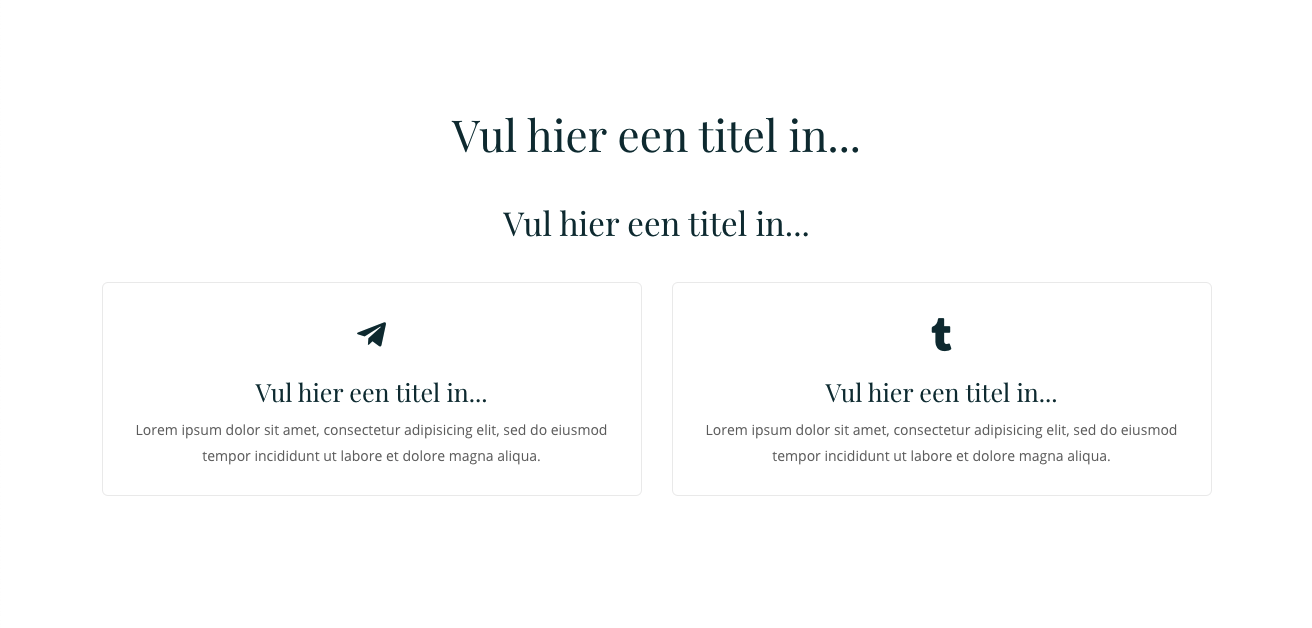 Vul hier een titel in...
Vul hier een titel in...
Vul hier een titel in...
Lorem ipsum dolor sit amet, consectetur adipisicing elit, sed do eiusmod
tempor incididunt ut labore et dolore magna aliqua.
Vul hier een titel in...
Lorem ipsum dolor sit amet, consectetur adipisicing elit, sed do eiusmod
tempor incididunt ut labore et dolore magna aliqua.